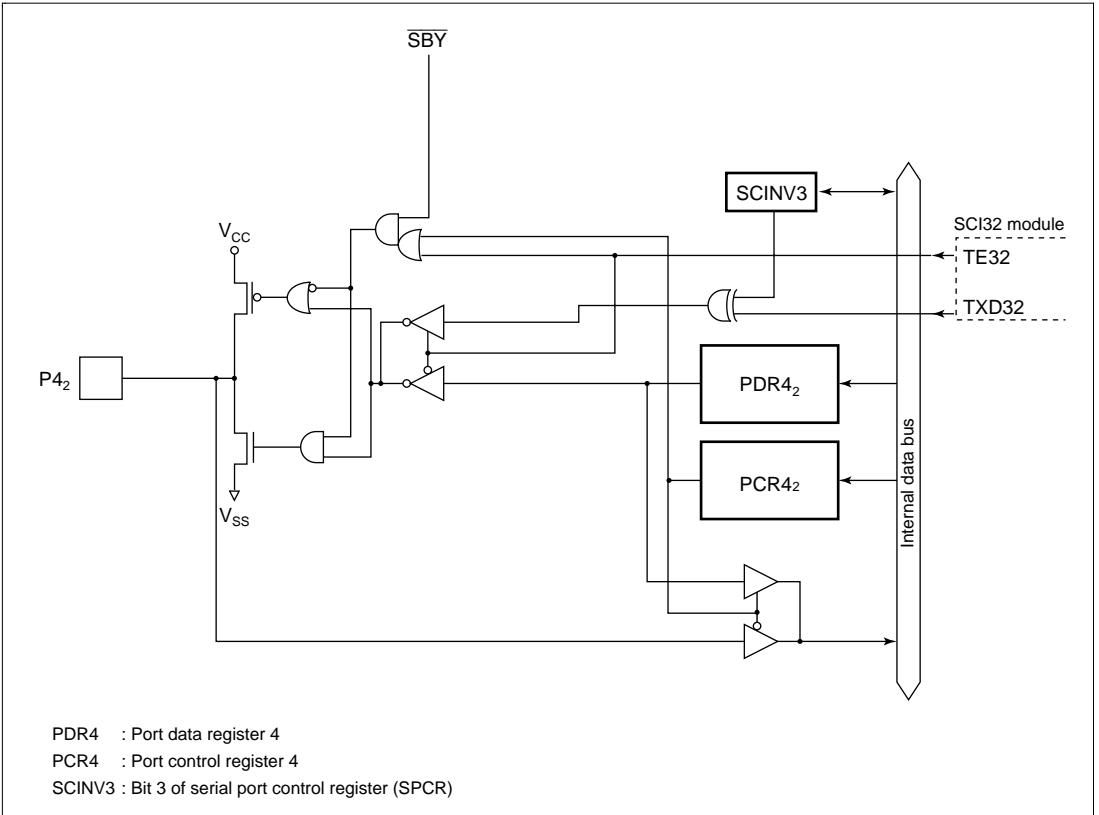 SBY
SCINV3
SCI32 module
VCC
TE32
TXD32
P42
PDR42
PCR42
Internal data bus
VSS
PDR4 : Port data register 4
PCR4 : Port control register 4
SCINV3 : Bit 3 of serial port control register (SPCR)